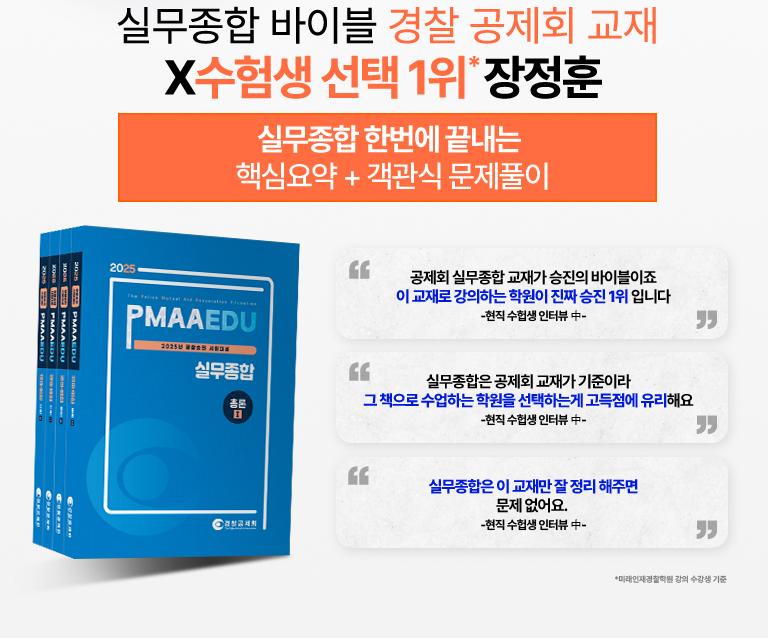 실무종합 바이블 경찰 공제회 교재
X수험생 선택 1위* 장정훈
실무종합 한번에 끝내는
핵심요약 + 객관식 문제풀이
2025
PMAAEDU
2025년 경찰승진 시험대비
실무종합
총론
I
경찰공제회
공제회 실무종합 교재가 승진의 바이블이죠
이 교재로 강의하는 학원이 진짜 승진 1위 입니다
-현직 수험생 인터뷰 中-
실무종합은 공제회 교재가 기준이라
그 책으로 수업하는 학원을 선택하는게 고득점에 유리해요
-현직 수험생 인터뷰 中-
실무종합은 이 교재만 잘 정리 해주면
문제 없어요.
-현직 수험생 인터뷰 中-
*미래인재경찰학원 강의 수강생 기준